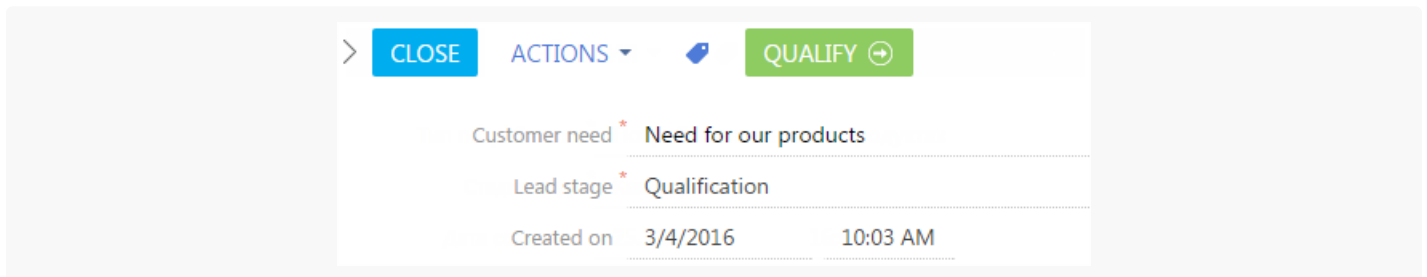 CLOSE ACTIONS QUALIFY
Customer need * Need for our products
Lead stage * Qualification
Created on 3/4/2016 10:03 AM